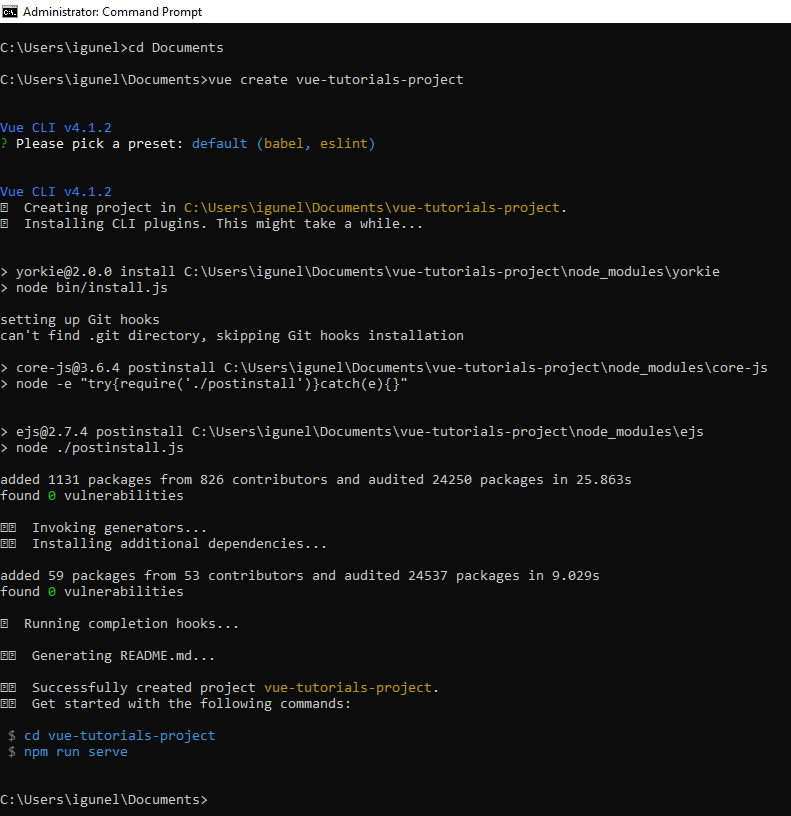 Administrator: Command Prompt
C:\Users\igunel>cd Documents
C:\Users\igunel\Documents>vue create vue-tutorials-project
Vue CLI v4.1.2
? Please pick a preset: default (babel, eslint)
Vue CLI v4.1.2
Creating project in C:\Users\igunel\Documents\vue-tutorials-project.
Installing CLI plugins. This might take a while...
> yorkie@2.0.0 install C:\Users\igunel\Documents\vue-tutorials-project\node_modules\yorkie
> node bin/install.js
setting up Git hooks
can't find .git directory, skipping Git hooks installation
> core-js@3.6.4 postinstall C:\Users\igunel\Documents\vue-tutorials-project\node_modules\core-js
> node -e "try{require('./postinstall')}catch(e){}"
> ejs@2.7.4 postinstall C:\Users\igunel\Documents\vue-tutorials-project\node_modules\ejs
> node ./postinstall.js
added 1131 packages from 826 contributors and audited 24250 packages in 25.863s
found 0 vulnerabilities
Invoking generators...
Installing additional dependencies...
added 59 packages from 53 contributors and audited 24537 packages in 9.029s
found 0 vulnerabilities
Running completion hooks...
Generating README.md...
Successfully created project vue-tutorials-project.
Get started with the following commands:
$ cd vue-tutorials-project
$ npm run serve
C:\Users\igunel\Documents>